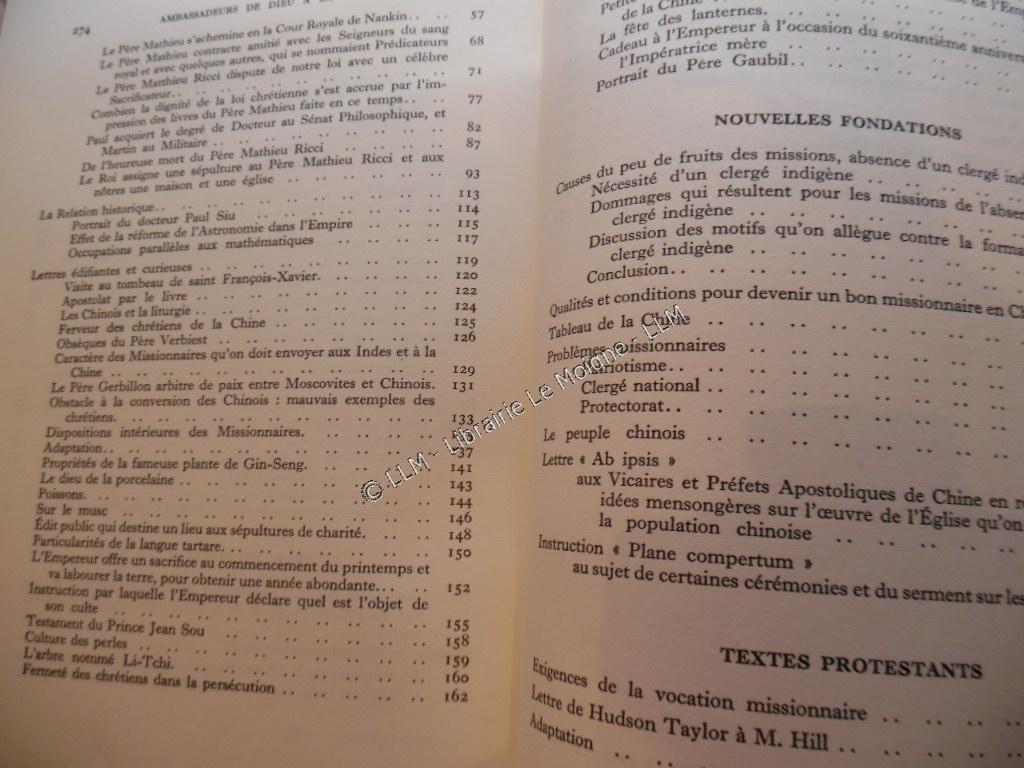 274
AMBASSADEURS DE DIEU A
Le Père Mathieu s'achemine en la Cour Royale de Nankin.. .. .. 57
Le Père Mathieu contracte amitié avec les Seigneurs du sang
royal et avec quelques autres, qui se nommaient Prédicateurs 68
Le Père Matthieu Ricci dispute de notre loi avec un célèbre
Sacrificateur.. .. .. .. .. .. .. .. .. 71
Combien la dignité de la loi chrétienne s'est accrue par l'im-
pression des livres du Père Mathieu faite en ce temps.. .. 77
Paul acquiert le degré de Docteur au Sénat Philosophique, et
Martin au Militaire .. .. .. .. .. .. .. 82
De l'heureuse mort du Père Mathieu Ricci .. .. .. .. 87
Le Roi assigne une sépulture au Père Mathieu Ricci et aux
nôtres une maison et une église .. .. .. .. .. 93
La Relation historique.. .. .. .. .. .. .. .. 113
Portrait du docteur Paul Siu .. .. .. .. .. .. 114
Effet de la réforme de l'Astronomie dans l'Empire .. .. .. 115
Occupations parallèles aux mathématiques .. .. .. .. 117
Lettres édifiantes et curieuses .. .. .. .. .. .. .. 119
Visite au tombeau de saint François-Xavier. .. .. .. .. 120
Apostolat par le livre .. .. .. .. .. .. .. 122
Les Chinois et la liturgie .. .. .. .. .. .. .. 124
Ferveur des chrétiens de la Chine .. .. .. .. .. 125
Obsèques du Père Verbiest .. .. .. .. .. .. .. 126
Caractère des Missionnaires qu'on doit envoyer aux Indes et à la
Chine .. .. .. .. .. .. .. .. .. 129
Le Père Gerbillon arbitre de paix entre Moscovites et Chinois. 131
Obstacle à la conversion des Chinois : mauvais exemples des
chrétiens. .. .. .. .. .. .. .. .. 133
Dispositions intérieures des Missionnaires. .. .. .. ..
Adaptation.. .. .. .. .. .. .. .. .. 37
Propriétés de la fameuse plante de Gin-Seng. .. .. .. .. 141
Le dieu de la porcelaine .. .. .. .. .. .. .. 143
Poissons. .. .. .. .. .. .. .. .. .. 144
Sur le musc .. .. .. .. .. .. .. .. 146
Édit public qui destine un lieu aux sépultures de charité. .. .. 148
Particularités de la langue tartare. .. .. .. .. .. .. 150
L'Empereur offre un sacrifice au commencement du printemps et
va labourer la terre, pour obtenir une année abondante.. .. 152
Instruction par laquelle l'Empereur déclare quel est l'objet de
son culte .. .. .. .. .. .. .. .. 155
Testament du Prince Jean Sou .. .. .. .. .. .. 158
Culture des perles .. .. .. .. .. .. .. .. 159
L'arbre nommé Li-Tchi. .. .. .. .. .. .. .. 160
Fermeté des chrétiens dans la persécution .. .. .. .. .. 162
de la Chine
La fête des lanternes. .. .. .. .. ..
Cadeau à l'Empereur à l'occasion du soixantième anniver
l'Impératrice mère .. .. .. .. ..
Portrait du Père Gaubil.. .. .. .. ..
NOUVELLES FONDATIONS
Causes du peu de fruits des missions, absence d'un clergé ind
Nécessité d'un clergé indigène .. .. .. ..
Dommages qui résultent pour les missions de l'absen
clergé indigène .. .. .. .. .. ..
Discussion des motifs qu'on allègue contre la forma
clergé indigène .. .. .. .. .. ..
Conclusion.. .. .. .. .. .. .. ..
Qualités et conditions pour devenir un bon missionnaire en Ch
Tableau de la Chine .. .. .. .. .. ..
Problèmes missionnaires .. .. .. .. .. ..
riotisme.. .. .. .. .. .. ..
Clergé national .. .. .. .. .. .. ..
Protectorat.. .. .. .. .. .. ..
Le peuple chinois .. .. .. .. .. ..
Lettre « Ab ipsis »
aux Vicaires et Préfets Apostoliques de Chine en r
idées mensongères sur l'œuvre de l'Église qu'on
la population chinoise .. .. .. .. ..
Instruction « Plane compertum »
au sujet de certaines cérémonies et du serment sur les
TEXTES PROTESTANTS
Exigences de la vocation missionnaire .. .. .. ..
Lettre de Hudson Taylor à M. Hill .. .. .. ..
Adaptation .. .. .. .. .. ..
© LLM - Librairie Le Moigne - LLM